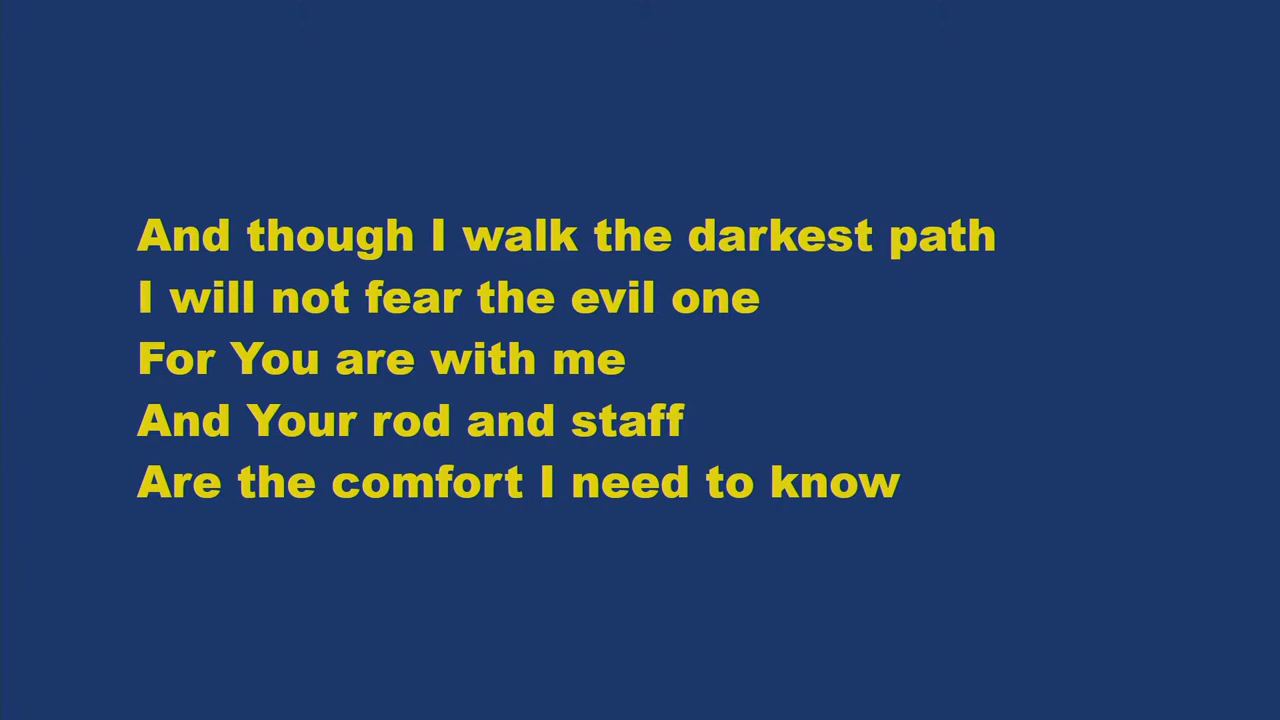 And though I walk the darkest path
I will not fear the evil one
For You are with me
And Your rod and staff
Are the comfort I need to know